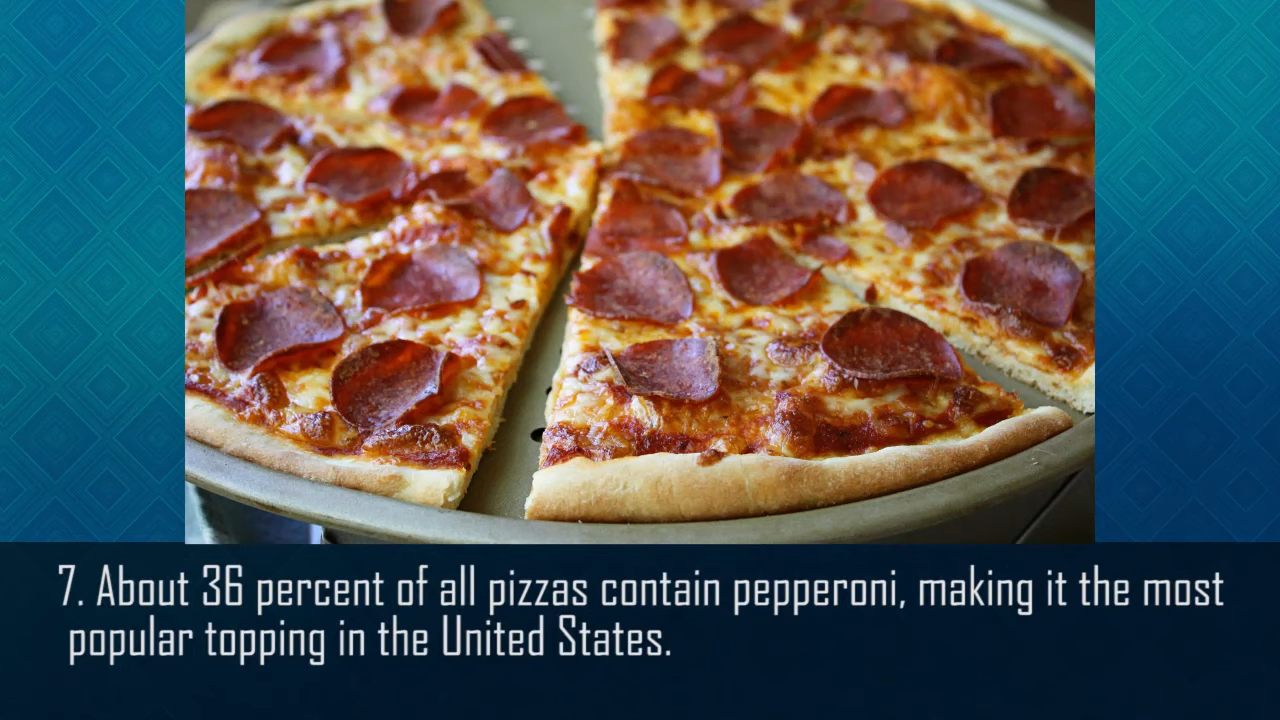 7. About 36 percent of all pizzas contain pepperoni, making it the most
popular topping in the United States.